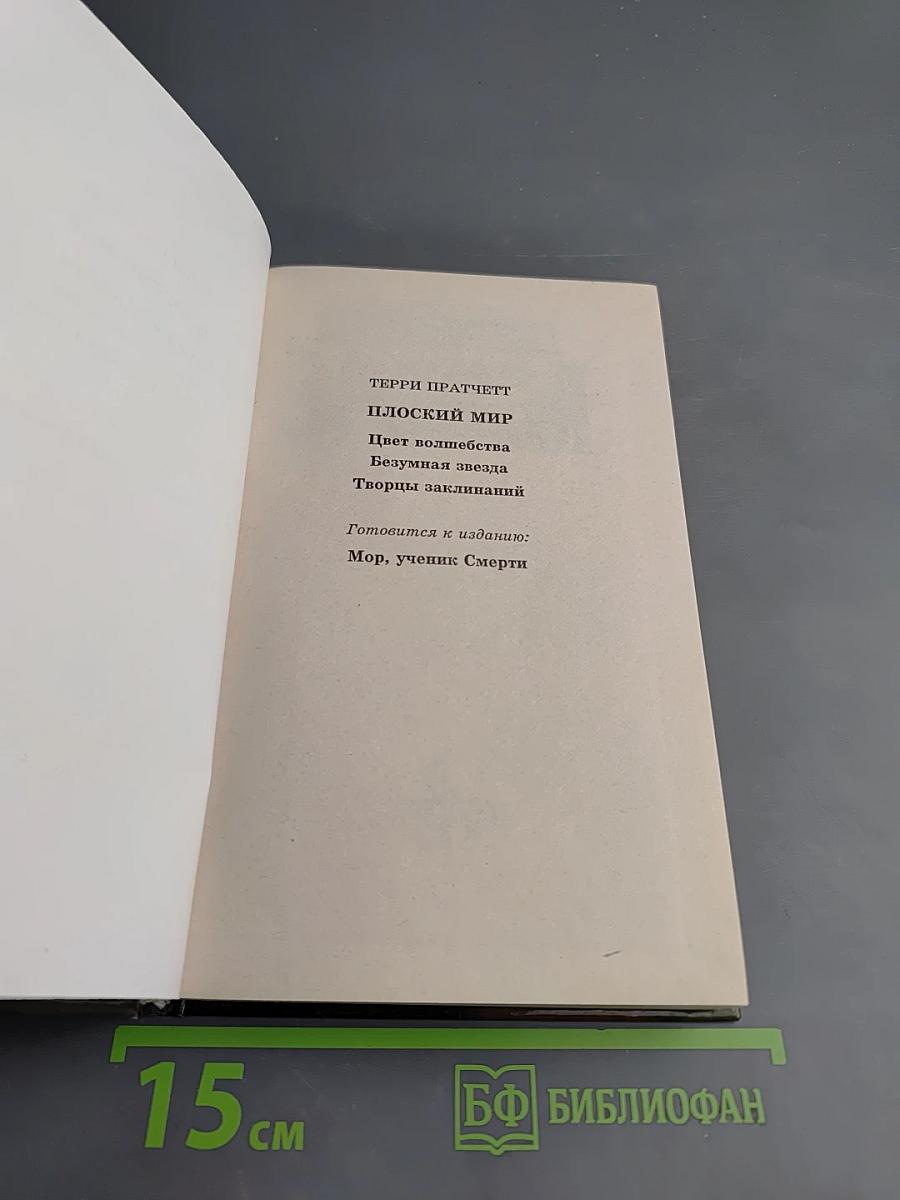 ТЕРРИ ПРАТЧЕТТ
ПЛОСКИЙ МИР
Цвет волшебства
Безумная звезда
Творцы заклинаний
Готовится к изданию:
Мор, ученик Смерти
15 см
БФ БИБЛИОФАН